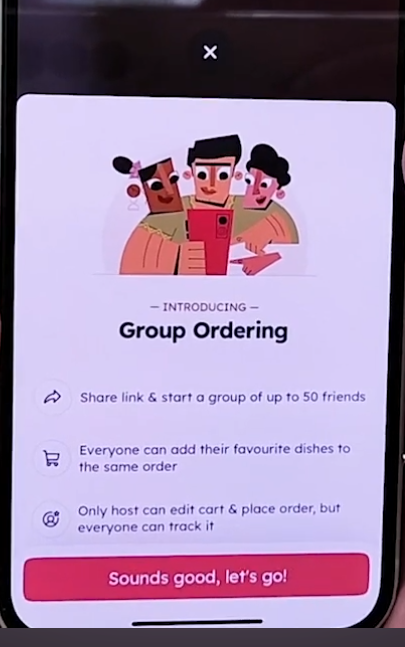 — INTRODUCING —
Group Ordering
Share link & start a group of up to 50 friends
Everyone can add their favourite dishes to
the same order
Only host can edit cart & place order, but
everyone can track it
Sounds good, let's go!